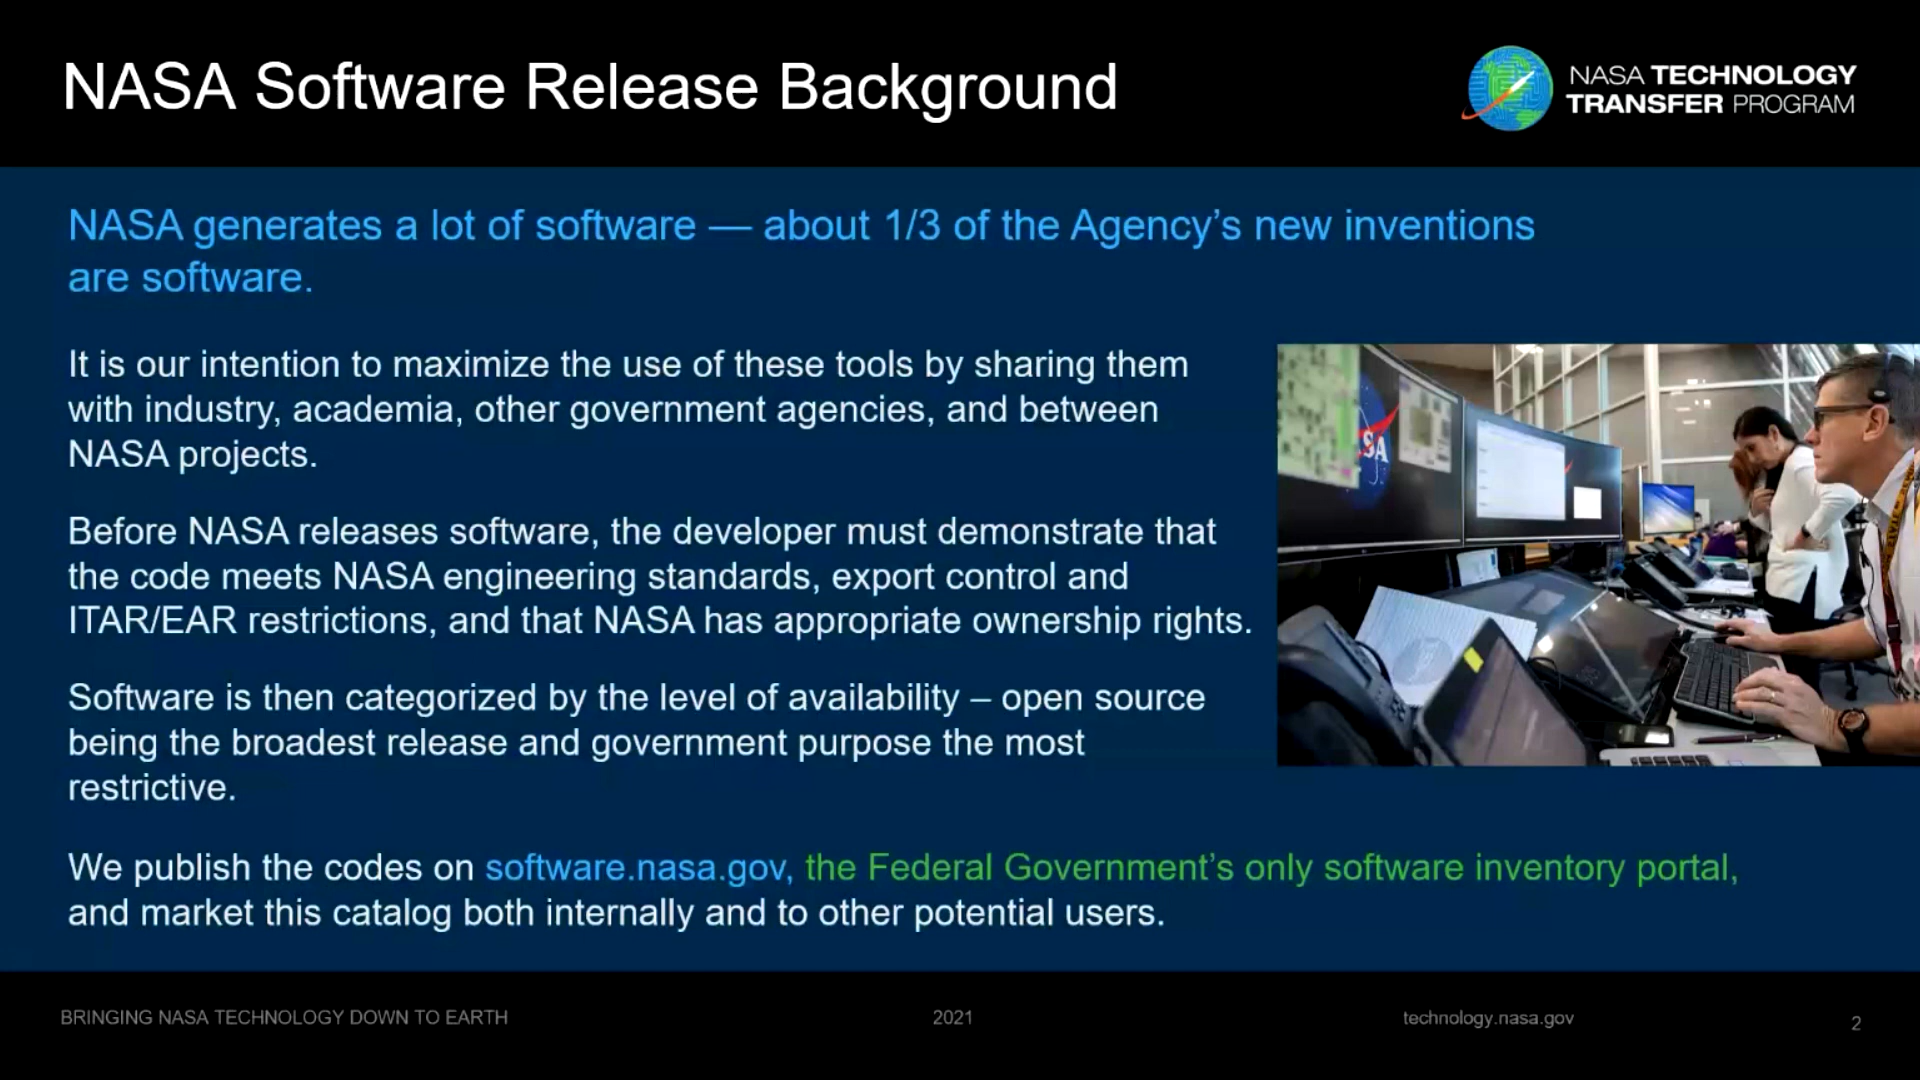 NASA Software Release Background
NASA TECHNOLOGY
TRANSFER PROGRAM
NASA generates a lot of software — about 1/3 of the Agency’s new inventions
are software.
It is our intention to maximize the use of these tools by sharing them
with industry, academia, other government agencies, and between
NASA projects.
Before NASA releases software, the developer must demonstrate that
the code meets NASA engineering standards, export control and
ITAR/EAR restrictions, and that NASA has appropriate ownership rights.
Software is then categorized by the level of availability – open source
being the broadest release and government purpose the most
restrictive.
We publish the codes on software.nasa.gov, the Federal Government’s only software inventory portal,
and market this catalog both internally and to other potential users.
BRINGING NASA TECHNOLOGY DOWN TO EARTH
2021
technology.nasa.gov
2